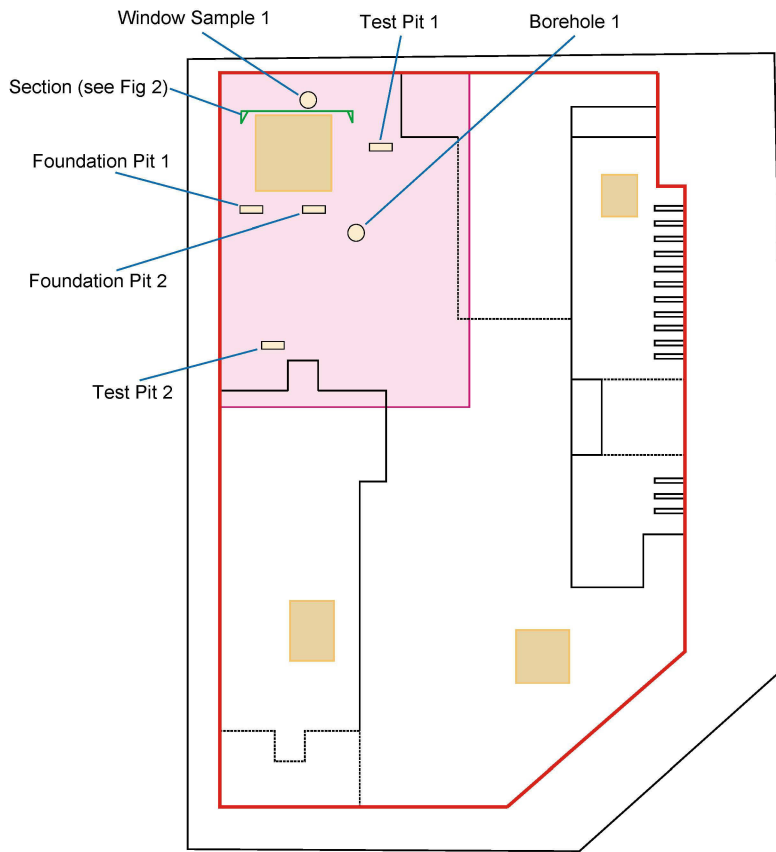 Window Sample 1
Test Pit 1
Borehole 1
Section (see Fig 2)
Foundation Pit 1
Foundation Pit 2
Test Pit 2